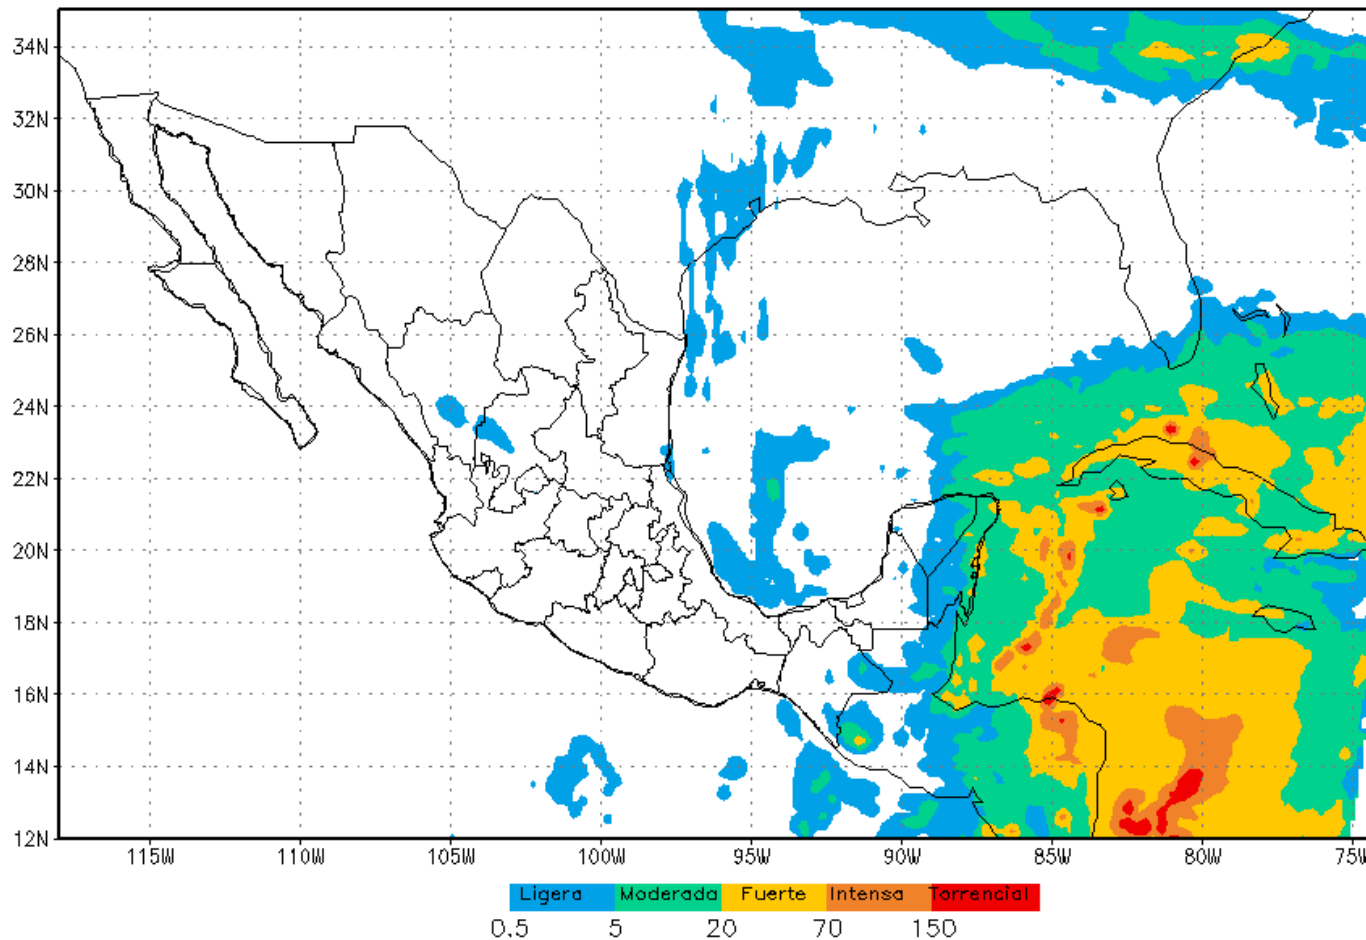 34N
32N
30N
28N
26N
24N
22N
20N
18N
16N
14N
12N
115W 110W 105W 100W 95W 90W 85W 80W 75W
Ligera Moderada Fuerte Intensa Torrencial
0.5 5 20 70 150